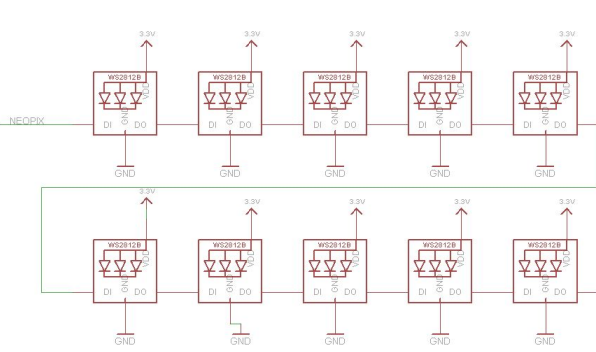 3.3V 3.3V 3.3V 3.3V 3.3V
WS2812B WS2812B WS2812B WS2812B WS2812B
VDD VDD VDD VDD VDD
GND GND GND GND GND
NEOPIX DI DO DI DO DI DO DI DO DI DO
GND GND GND GND GND
3.3V 3.3V 3.3V 3.3V 3.3V
WS2812B WS2812B WS2812B WS2812B WS2812B
VDD VDD VDD VDD VDD
GND GND GND GND GND
DI DO DI DO DI DO DI DO DI DO
GND GND GND GND GND